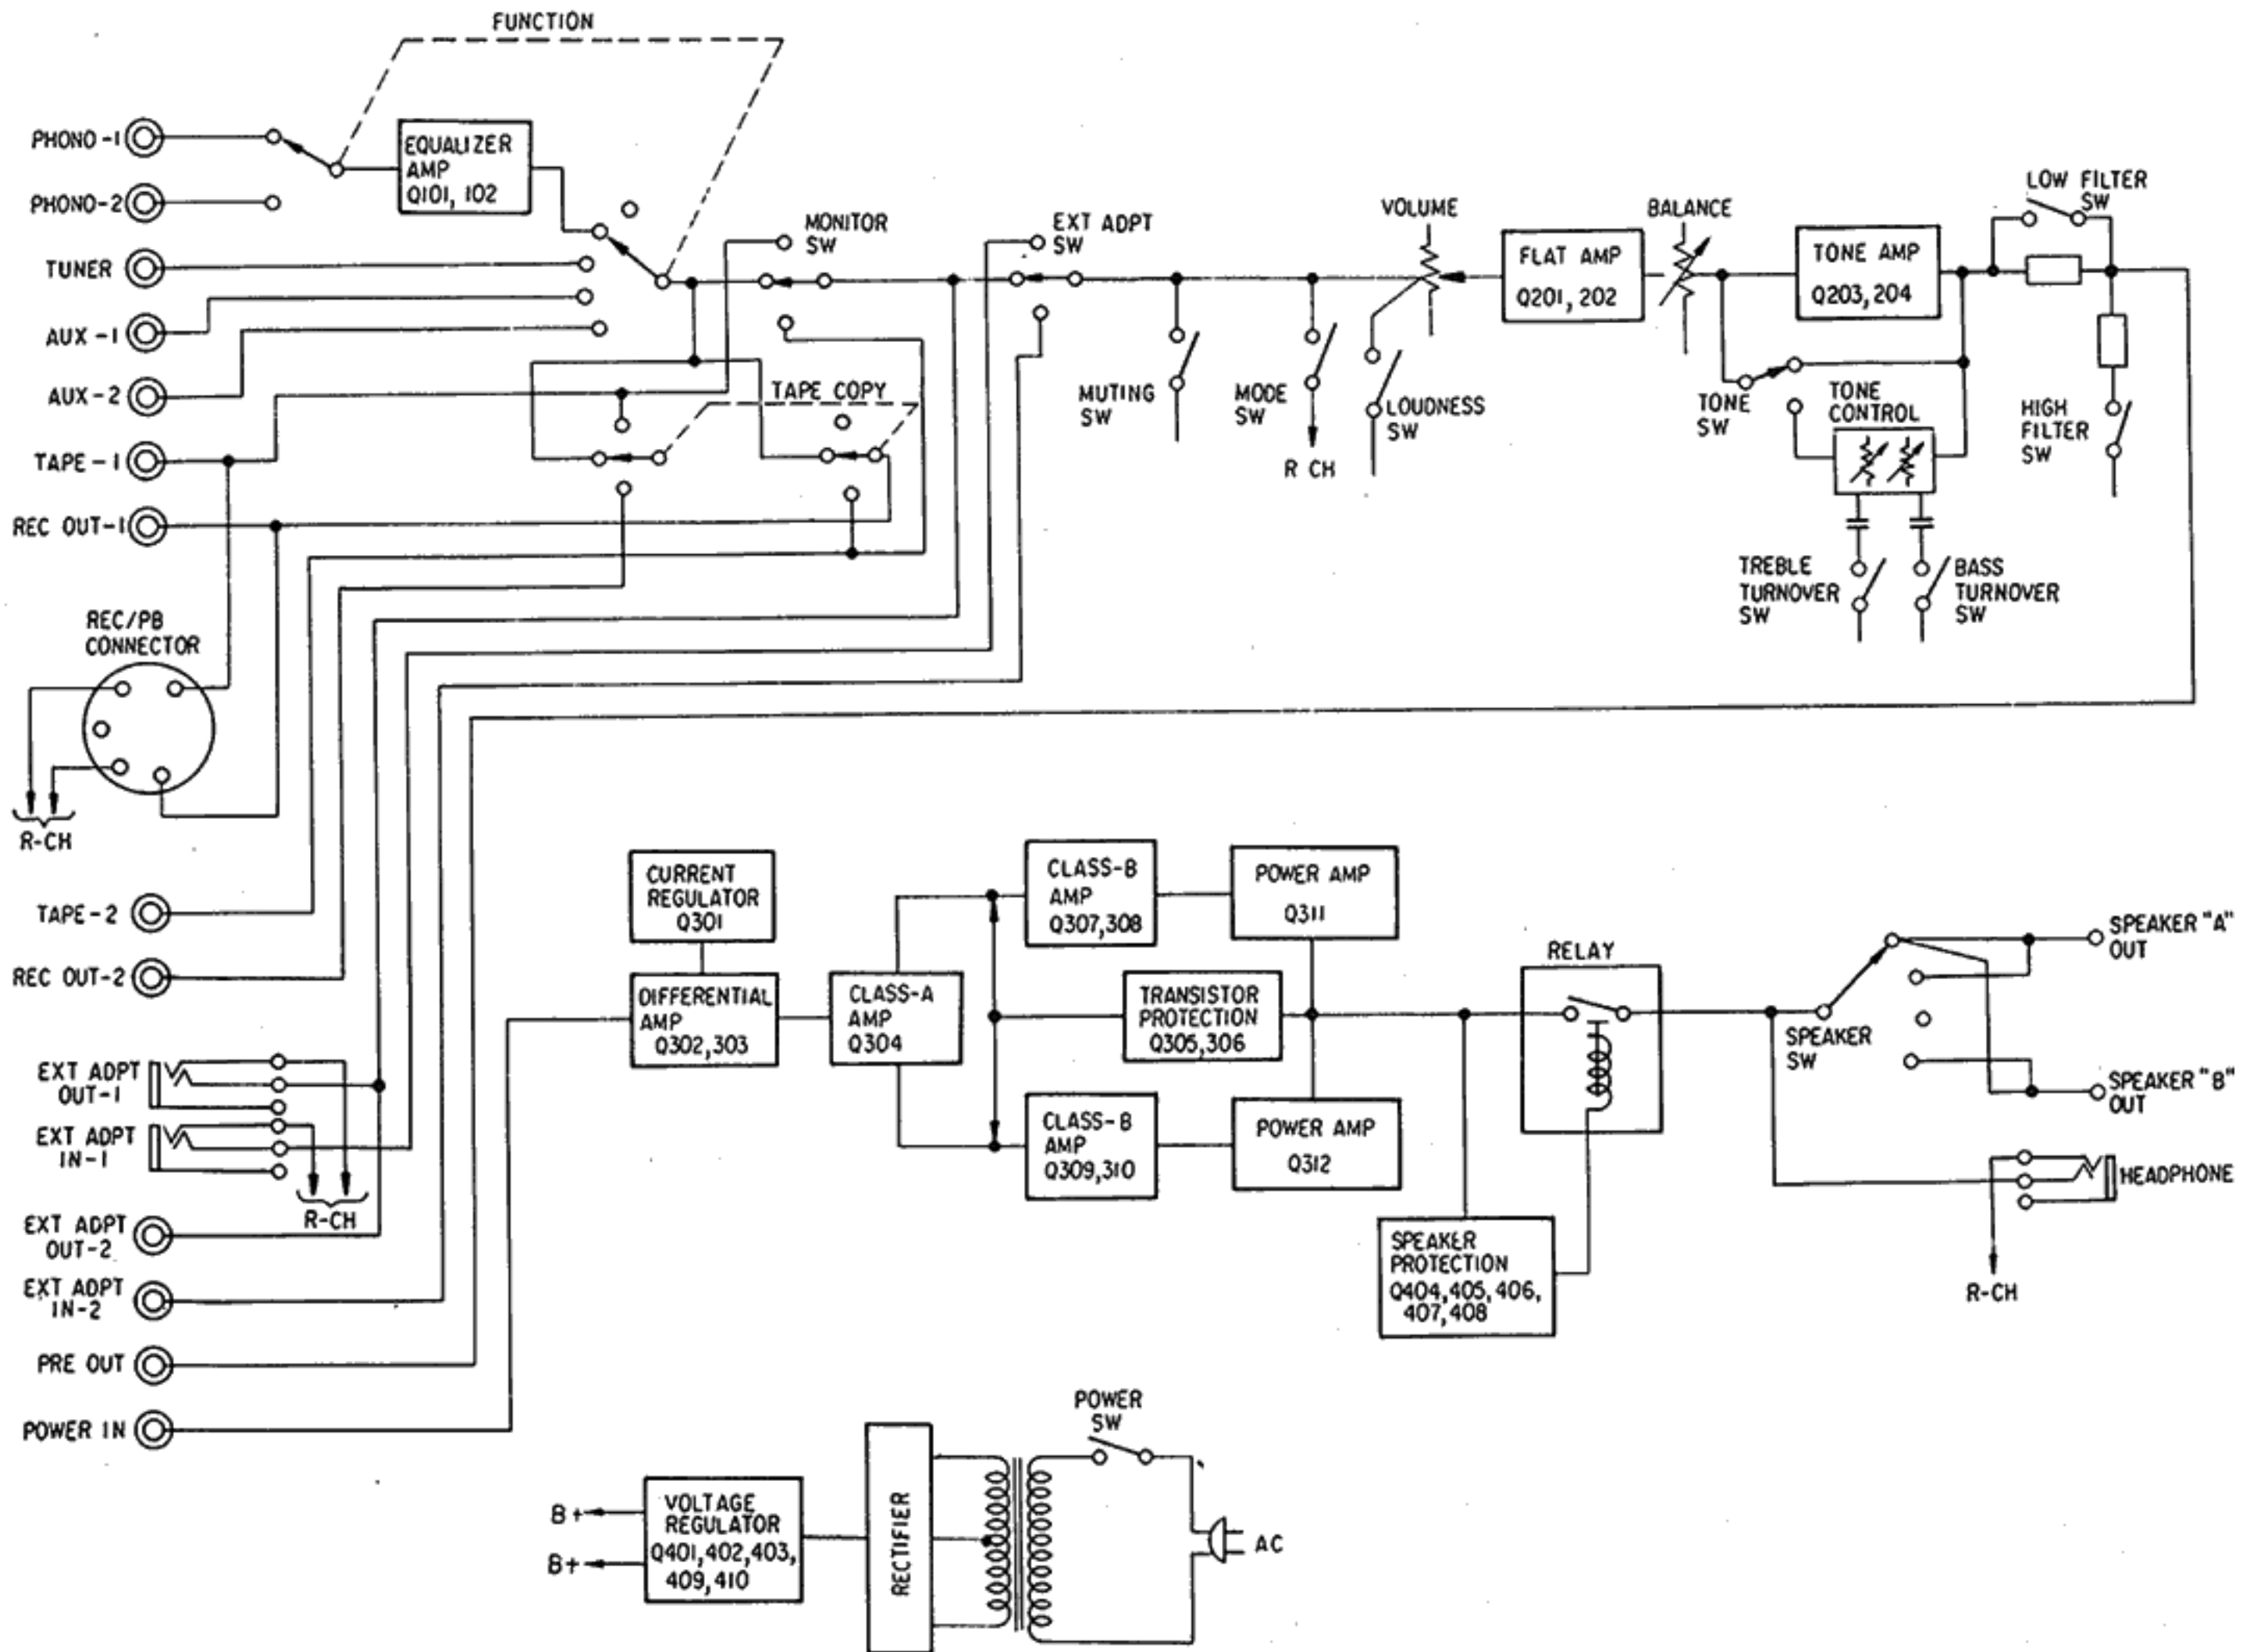 FUNCTION
PHONO-1
PHONO-2
TUNER
AUX-1
AUX-2
TAPE-1
REC OUT-1
EQUALIZER
AMP
Q101, 102
MONITOR
SW
EXT ADPT
SW
VOLUME
FLAT AMP
Q201, 202
BALANCE
TONE AMP
Q203, 204
LOW FILTER
SW
TAPE COPY
MUTING
SW
MODE
SW
R CH
LOUDNESS
SW
TONE
SW
TONE
CONTROL
HIGH
FILTER
SW
TREBLE
TURNOVER
SW
BASS
TURNOVER
SW
REC/PB
CONNECTOR
R-CH
TAPE-2
REC OUT-2
EXT ADPT
OUT-1
EXT ADPT
IN-1
R-CH
EXT ADPT
OUT-2
EXT ADPT
IN-2
PRE OUT
POWER IN
CURRENT
REGULATOR
Q301
DIFFERENTIAL
AMP
Q302,303
CLASS-A
AMP
Q304
CLASS-B
AMP
Q307,308
POWER AMP
Q311
TRANSISTOR
PROTECTION
Q305,306
CLASS-B
AMP
Q309,310
POWER AMP
Q312
RELAY
SPEAKER
PROTECTION
Q404,405,406,
407,408
SPEAKER
SW
SPEAKER "A"
OUT
SPEAKER "B"
OUT
HEADPHONE
R-CH
B+
B+
VOLTAGE
REGULATOR
Q401,402,403,
409,410
RECTIFIER
POWER
SW
AC